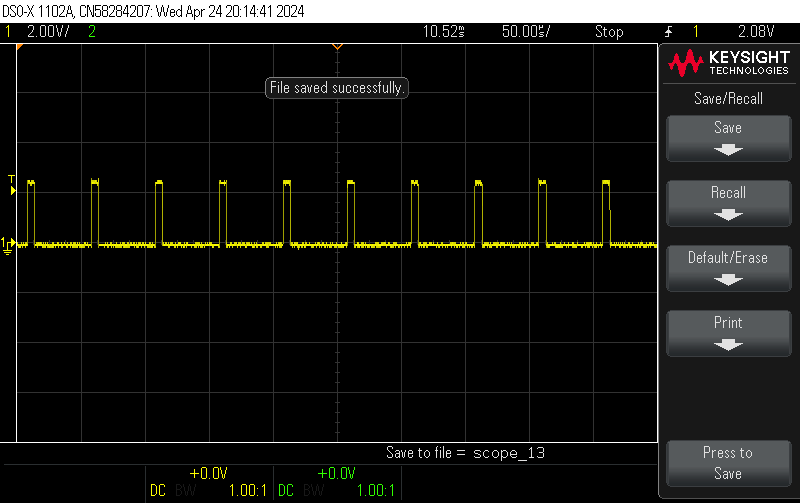 DSO-X 1102A, CN58284207: Wed Apr 24 20:14:41 2024
1 2.00V/ 2 10.52ms 50.00us/ Stop 1 2.08V
KEYSIGHT
TECHNOLOGIES
Save/Recall
File saved successfully.
Save
Recall
T
1
Default/Erase
Print
Save to file = scope_13
Press to
Save
+0.0V +0.0V
DC BW 1.00:1 DC BW 1.00:1